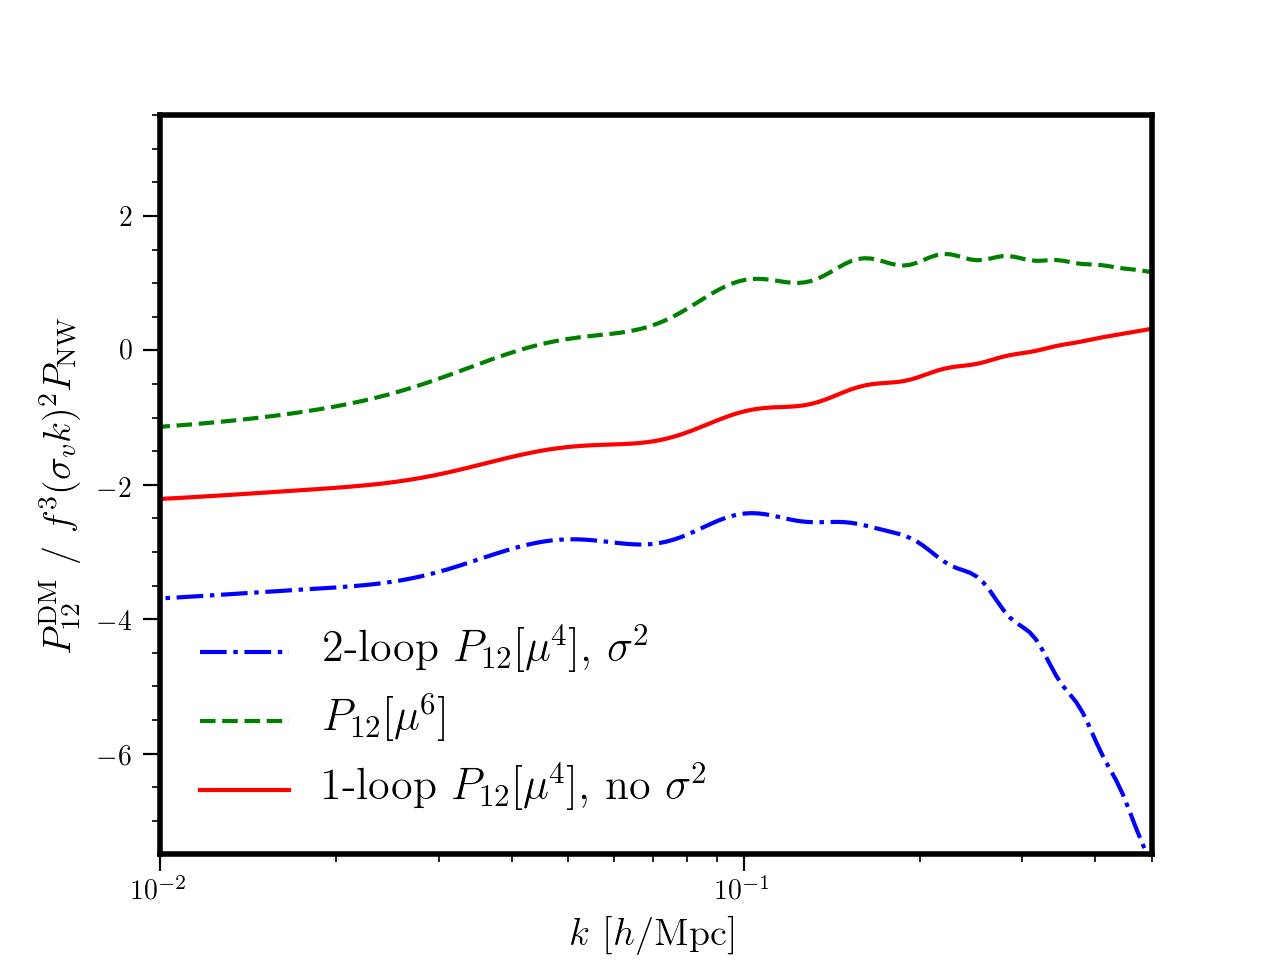 P_{12}^{DM} / f^3(σ_v k)^2 P_{NW}
2
0
−2
−4
−6
2-loop P_{12}[μ^4], σ^2
P_{12}[μ^6]
1-loop P_{12}[μ^4], no σ^2
10^{−2}
10^{−1}
k [h/Mpc]